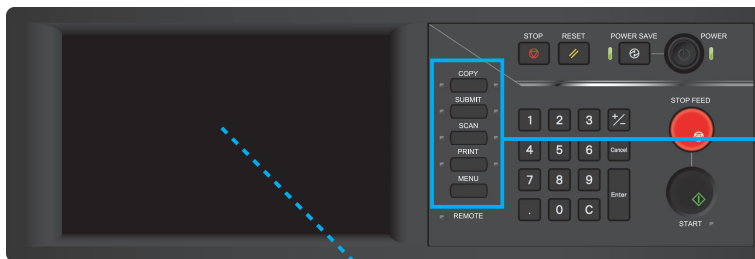 STOP RESET POWER SAVE POWER
COPY
SUBMIT
SCAN
PRINT
MENU
REMOTE
1 2 3 +/-
4 5 6 Cancel
7 8 9 Enter
. 0 C
STOP FEED
START